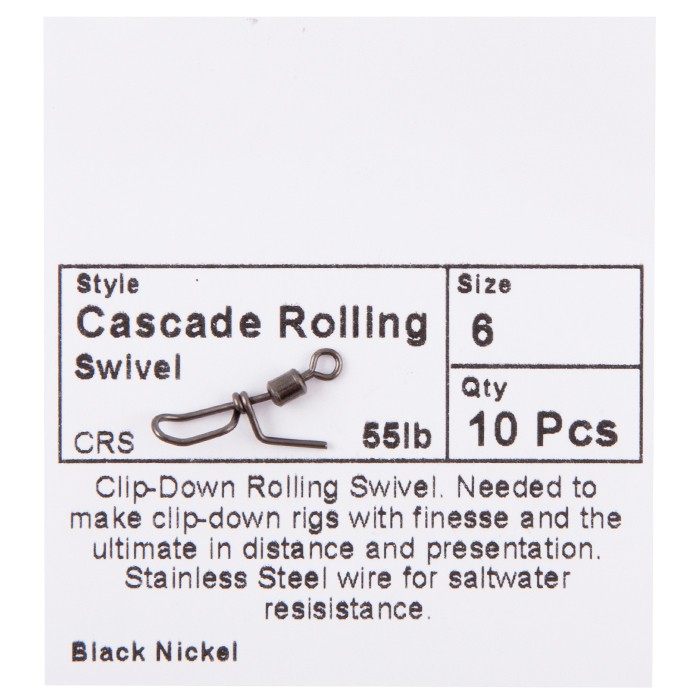 Style
Cascade Rolling
Swivel
CRS
55lb
Size
6
Qty
10 Pcs
Clip-Down Rolling Swivel. Needed to
make clip-down rigs with finesse and the
ultimate in distance and presentation.
Stainless Steel wire for saltwater
resisistance.
Black Nickel